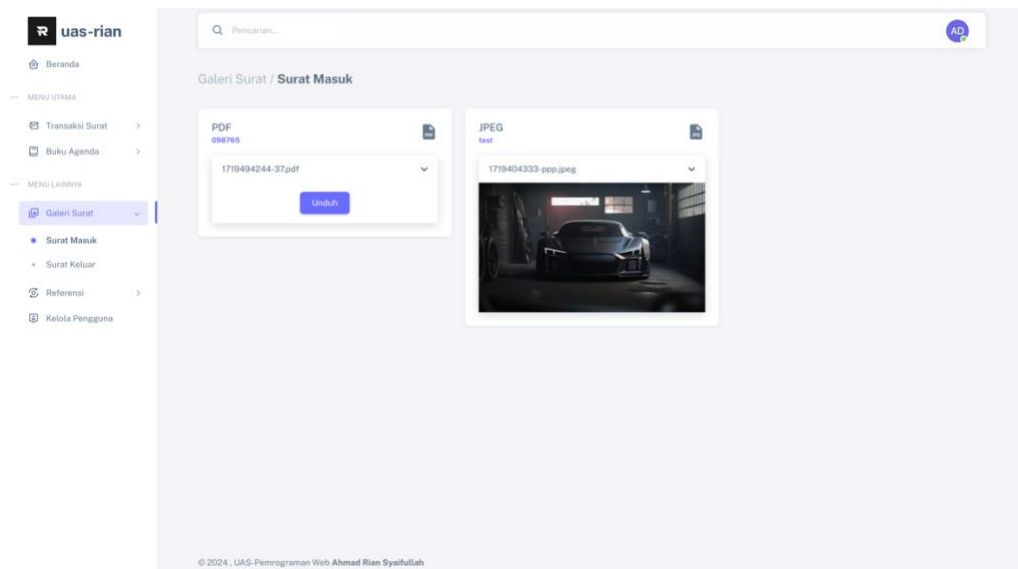 uas-rian
Beranda
MENU UTAMA
Transaksi Surat
Buku Agenda
MENU LAINNYA
Galeri Surat
Surat Masuk
Surat Keluar
Referensi
Kelola Pengguna
Pencarian...
AD
Galeri Surat / Surat Masuk
PDF
098765
1719494244-37.pdf
Unduh
JPEG
test
1719404333-ppp.jpeg
© 2024 , UAS-Pemrograman Web Ahmad Rian Syaifullah